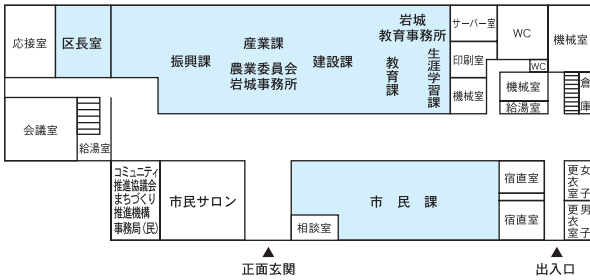 応接室
区長室
振興課
産業課
農業委員会
岩城事務所
建設課
岩城
教育事務所
教育課
生涯学習課
サーバー室
印刷室
機械室
WC
WC
機械室
給湯室
機械室
倉庫
会議室
給湯室
コミュニティ
推進協議会
まちづくり
推進機構
事務局(民)
市民サロン
相談室
市民課
宿直室
宿直室
女子更衣室
男子更衣室
正面玄関
出入口